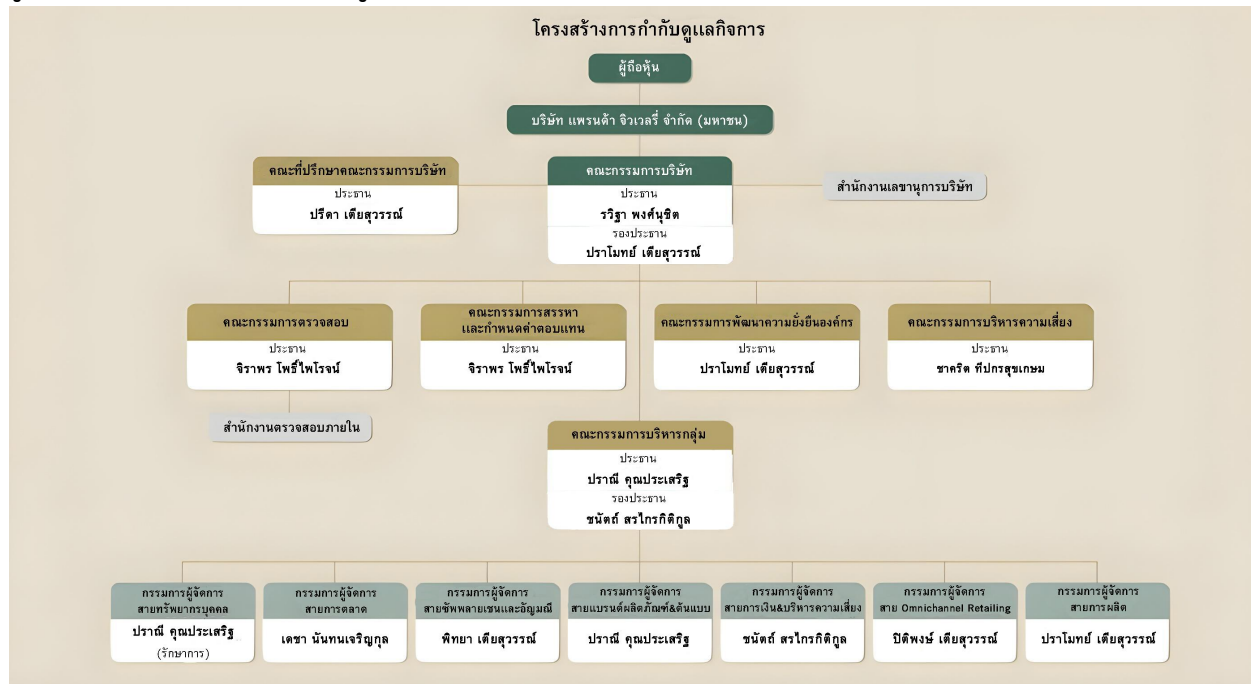 โครงสร้างการกำกับดูแลกิจการ
ผู้ถือหุ้น
บริษัท แพรนด้า จิวเวลรี่ จำกัด (มหาชน)
คณะที่ปรึกษาคณะกรรมการบริษัท
ประธาน
ปรีดา เตียสุวรรณ์
คณะกรรมการบริษัท
ประธาน
รวิฐา พงศ์นุชิต
รองประธาน
ปราโมทย์ เตียสุวรรณ์
สำนักงานเลขานุการบริษัท
คณะกรรมการตรวจสอบ
ประธาน
จิราพร โพธิ์ไพโรจน์
สำนักงานตรวจสอบภายใน
คณะกรรมการสรรหา
และกำหนดค่าตอบแทน
ประธาน
จิราพร โพธิ์ไพโรจน์
คณะกรรมการพัฒนาความยั่งยืนองค์กร
ประธาน
ปราโมทย์ เตียสุวรรณ์
คณะกรรมการบริหารความเสี่ยง
ประธาน
ชาคริต ทีปกรสุขเกษม
คณะกรรมการบริหารกลุ่ม
ประธาน
ปราณี คุณประเสริฐ
รองประธาน
ชนัตถ์ สรไกรกิติกูล
กรรมการผู้จัดการ
สายทรัพยากรบุคคล
ปราณี คุณประเสริฐ
(รักษาการ)
กรรมการผู้จัดการ
สายการตลาด
เดชา นันทนเจริญกุล
กรรมการผู้จัดการ
สายซัพพลายเชนและอัญมณี
พิทยา เตียสุวรรณ์
กรรมการผู้จัดการ
สายแบรนด์ผลิตภัณฑ์&ต้นแบบ
ปราณี คุณประเสริฐ
กรรมการผู้จัดการ
สายการเงิน&บริหารความเสี่ยง
ชนัตถ์ สรไกรกิติกูล
กรรมการผู้จัดการ
สาย Omnichannel Retailing
ปิติพงษ์ เตียสุวรรณ์
กรรมการผู้จัดการ
สายการผลิต
ปราโมทย์ เตียสุวรรณ์